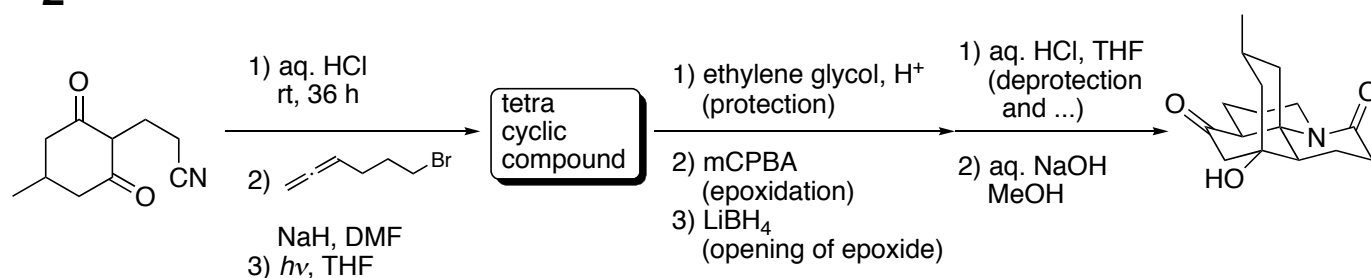 2
O
O
CN
1) aq. HCl
rt, 36 h
2)
Br
NaH, DMF
3) hν, THF
tetra
cyclic
compound
1) ethylene glycol, H+
(protection)
2) mCPBA
(epoxidation)
3) LiBH4
(opening of epoxide)
1) aq. HCl, THF
(deprotection
and ...)
2) aq. NaOH
MeOH
O
N
O
HO